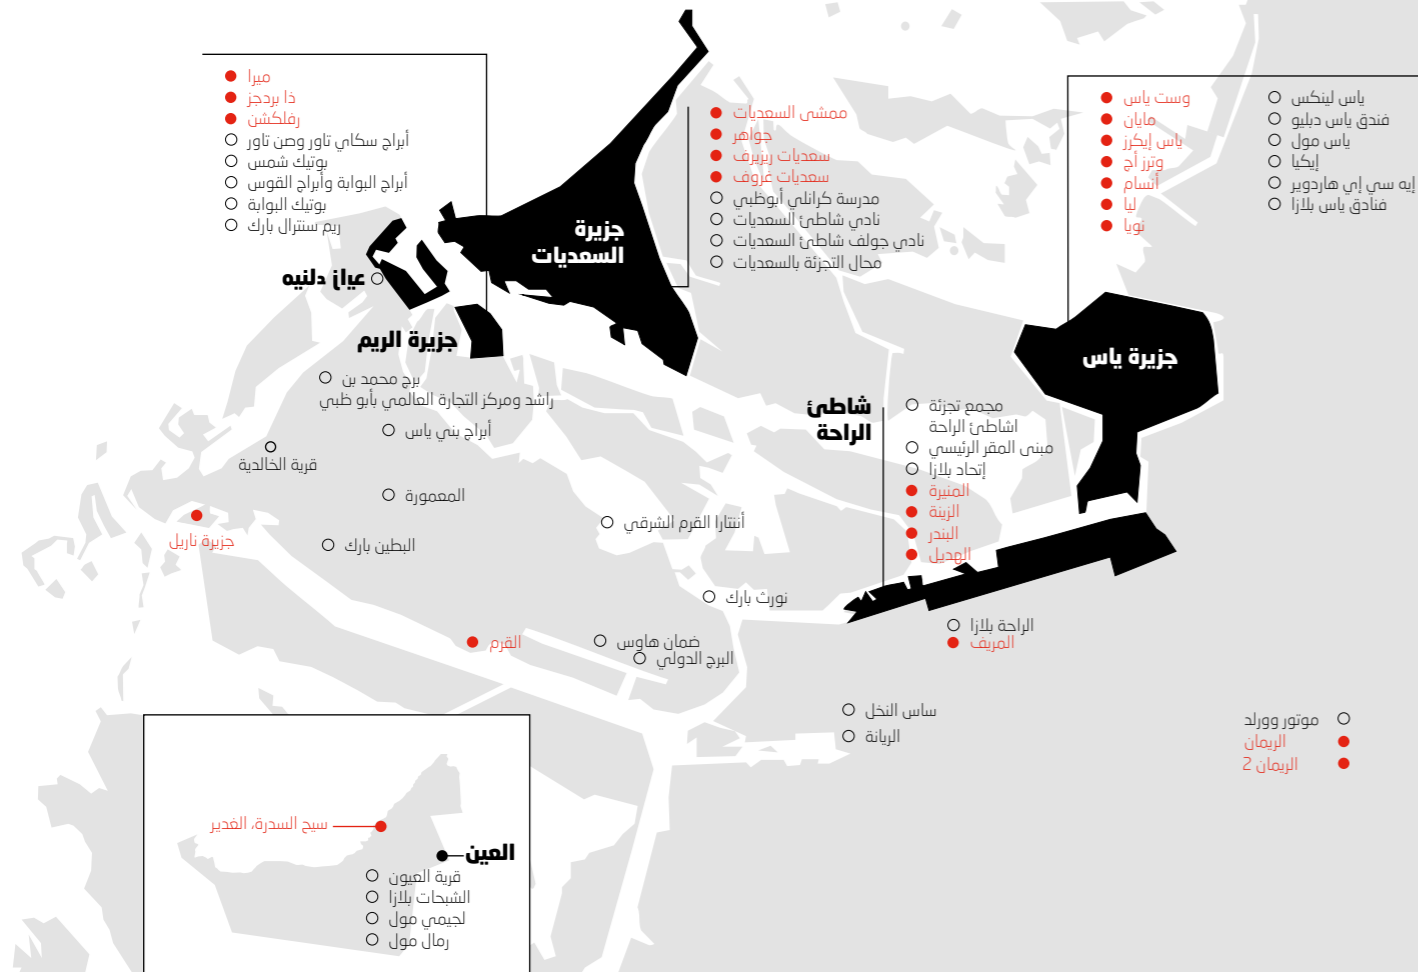 ميرا
ذا بردجز
رفلكشن
أبراج سكاي تاور وصن تاور
بوتيك شمس
أبراج البوابة وأبراج القوس
بوتيك البوابة
ريم سنترال بارك
ممشى السعديات
جواهر
سعديات ريزيرف
سعديات غروف
مدرسة كرانلي أبوظبي
نادي شاطئ السعديات
نادي جولف شاطئ السعديات
محال التجزئة بالسعديات
وست ياس
مايان
ياس إيكرز
وترز أج
أنسام
ليا
نويا
ياس لينكس
فندق ياس دبليو
ياس مول
إيكيا
إيه سي إي هاردوير
فنادق ياس بلازا
جزيرة
السعديات
جزيرة الريم
جزيرة ياس
برج محمد بن
راشد ومركز التجارة العالمي بأبو ظبي
أبراج بني ياس
قرية الخالدية
المعمورة
جزيرة ناريل
البطين بارك
أننتارا القرم الشرقي
شاطئ
الراحة
مجمع تجزئة
اشاطئ الراحة
مبنى المقر الرئيسي
إتحاد بلازا
المنيرة
الزينة
البندر
الهديل
نورث بارك
القرم
ضمان هاوس
البرج الدولي
الراحة بلازا
المريف
ساس النخل
الريانة
موتور وورلد
الريمان
الريمان 2
سيح السدرة، الغدير
العين
قرية العيون
الشبحات بلازا
لجيمي مول
رمال مول